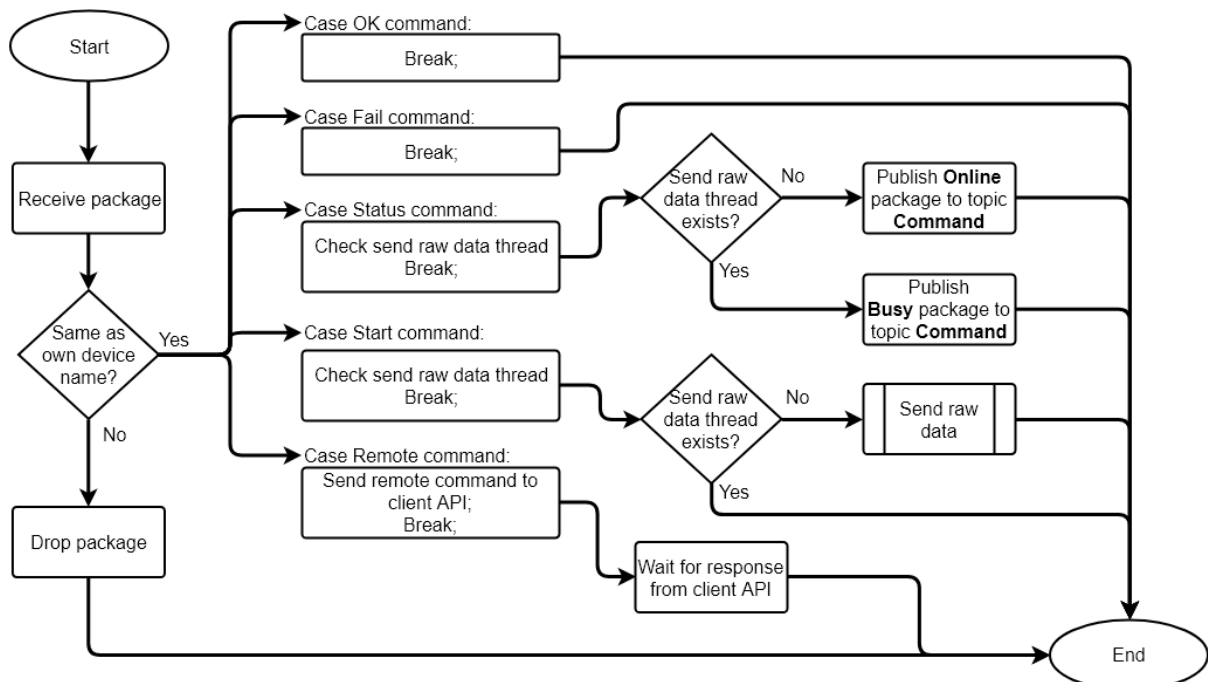 Start
Receive package
Same as
own device
name?
Yes
No
Drop package
Case OK command:
Break;
Case Fail command:
Break;
Case Status command:
Check send raw data thread
Break;
Send raw
data thread
exists?
No
Publish Online
package to topic
Command
Yes
Publish
Busy package to
topic Command
Case Start command:
Check send raw data thread
Break;
Send raw
data thread
exists?
No
Send raw
data
Yes
Case Remote command:
Send remote command to
client API;
Break;
Wait for response
from client API
End